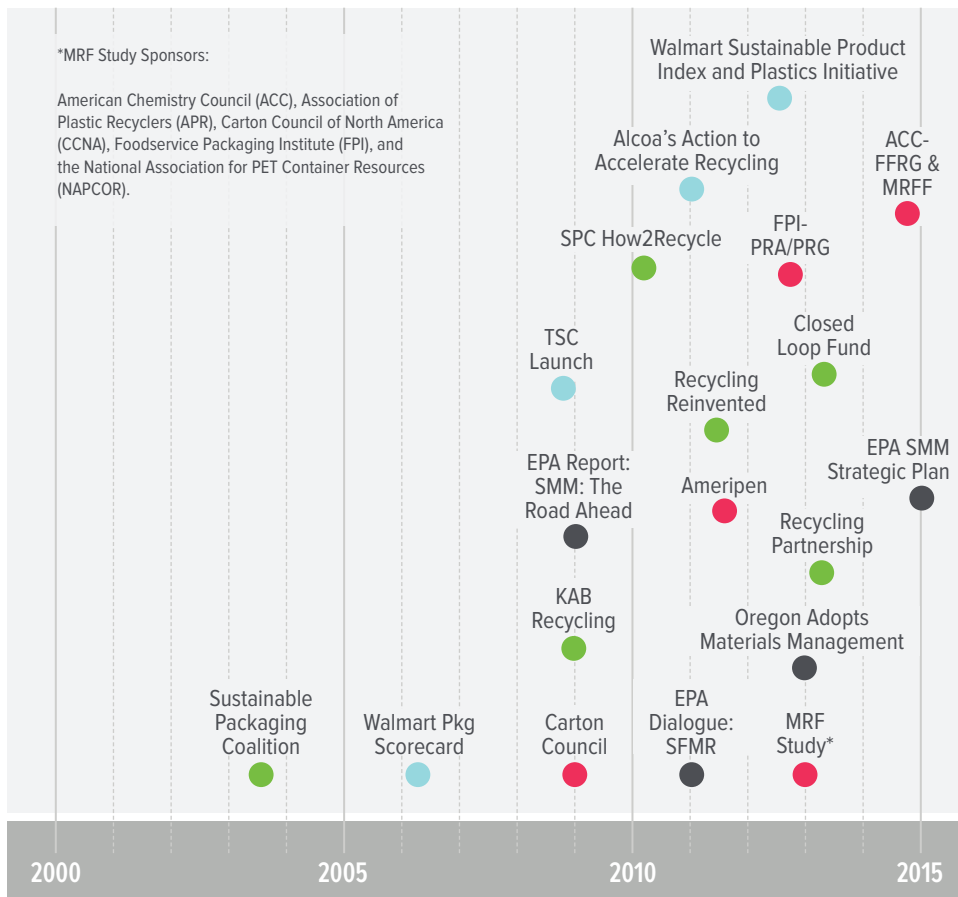 *MRF Study Sponsors:
American Chemistry Council (ACC), Association of
Plastic Recyclers (APR), Carton Council of North America
(CCNA), Foodservice Packaging Institute (FPI), and
the National Association for PET Container Resources
(NAPCOR).
Walmart Sustainable Product
Index and Plastics Initiative
Alcoa's Action to
Accelerate Recycling
ACC-
FFRG &
MRFF
SPC How2Recycle
FPI-
PRA/PRG
TSC
Launch
Closed
Loop Fund
Recycling
Reinvented
EPA Report:
SMM: The
Road Ahead
Ameripen
EPA SMM
Strategic Plan
Recycling
Partnership
KAB
Recycling
Oregon Adopts
Materials Management
Sustainable
Packaging
Coalition
Walmart Pkg
Scorecard
Carton
Council
EPA
Dialogue:
SFMR
MRF
Study*
2000
2005
2010
2015